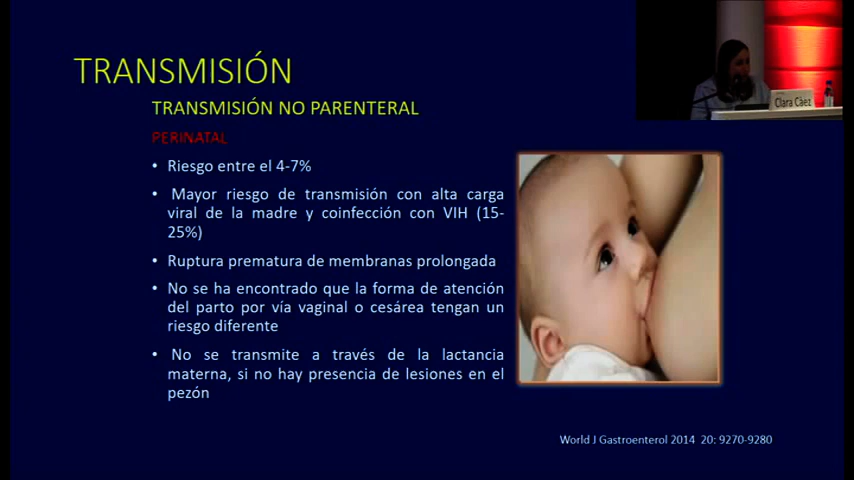 TRANSMISIÓN
TRANSMISIÓN NO PARENTERAL
PERINATAL
• Riesgo entre el 4-7%
• Mayor riesgo de transmisión con alta carga
viral de la madre y coinfección con VIH (15-
25%)
• Ruptura prematura de membranas prolongada
• No se ha encontrado que la forma de atención
del parto por vía vaginal o cesárea tengan un
riesgo diferente
• No se transmite a través de la lactancia
materna, si no hay presencia de lesiones en el
pezón
World J Gastroenterol 2014 20: 9270-9280
Clara Càez